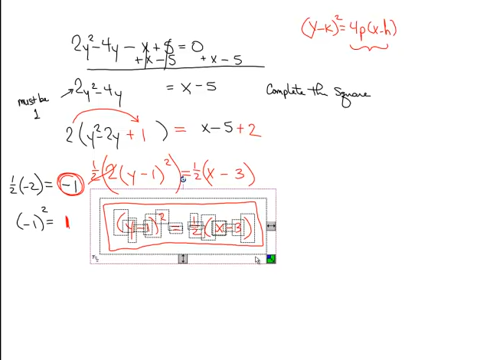 (y-k)² = 4p(x-h)
2y²-4y - x + 5 = 0
+x -5 +x -5
must be 1
2y²-4y = x-5
Complete the Square
2(y²-2y+1) = x-5+2
½(2(y-1)²) = ½(x-3)
½(-2) = -1
(-1)² = 1
(y-1)² = ½(x-3)